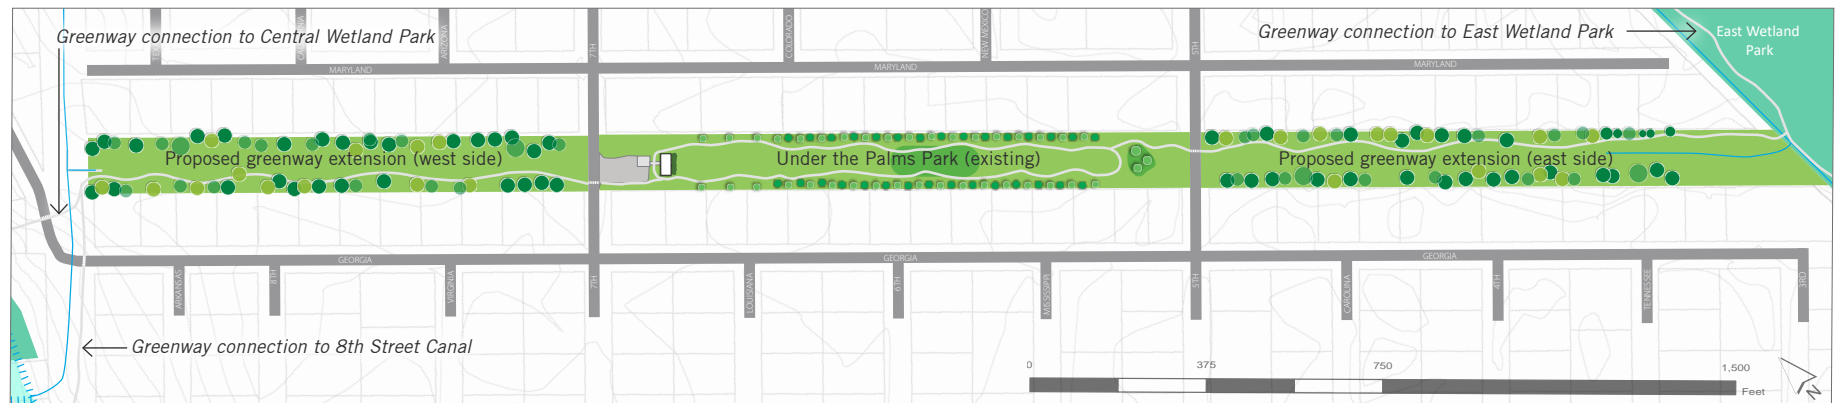 Greenway connection to Central Wetland Park
ARIZONA
7TH
COLORADO
NEW MEXICO
5TH
Greenway connection to East Wetland Park
East Wetland
Park
MARYLAND
MARYLAND
MARYLAND
Proposed greenway extension (west side)
Under the Palms Park (existing)
Proposed greenway extension (east side)
GEORGIA
GEORGIA
GEORGIA
ARKANSAS
8TH
VIRGINIA
7TH
LOUISIANA
6TH
MISSISSIPPI
5TH
CAROLINA
4TH
TENNESSEE
3RD
Greenway connection to 8th Street Canal
0
375
750
1,500
Feet
N